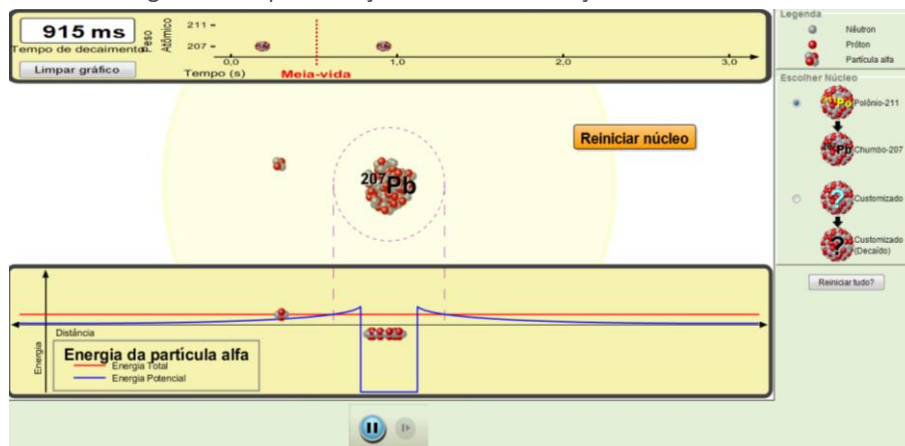 915 ms
Tempo de decaimento
Limpar gráfico
Peso
Atômico
211
207
0,0
1,0
2,0
3,0
Tempo (s)
Meia-vida
Legenda
Nêutron
Próton
Partícula alfa
Escolher Núcleo
Po
Polônio-211
Pb
Chumbo-207
?
Customizado
?
Customizado
(Decaído)
Reiniciar tudo?
Reiniciar núcleo
207Pb
Energia
Distância
Energia da partícula alfa
Energia Total
Energia Potencial